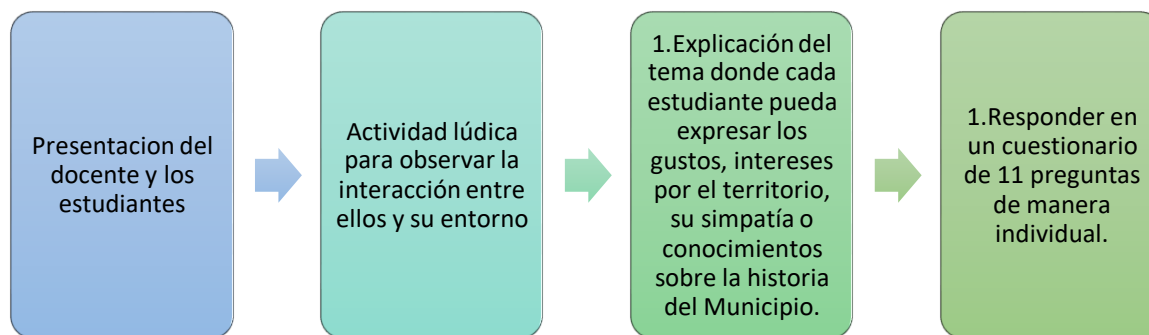 Presentacion del
docente y los
estudiantes
Actividad lúdica
para observar la
interacción entre
ellos y su entorno
1.Explicación del
tema donde cada
estudiante pueda
expresar los
gustos, intereses
por el territorio,
su simpatía o
conocimientos
sobre la historia
del Municipio.
1.Responder en
un cuestionario
de 11 preguntas
de manera
individual.